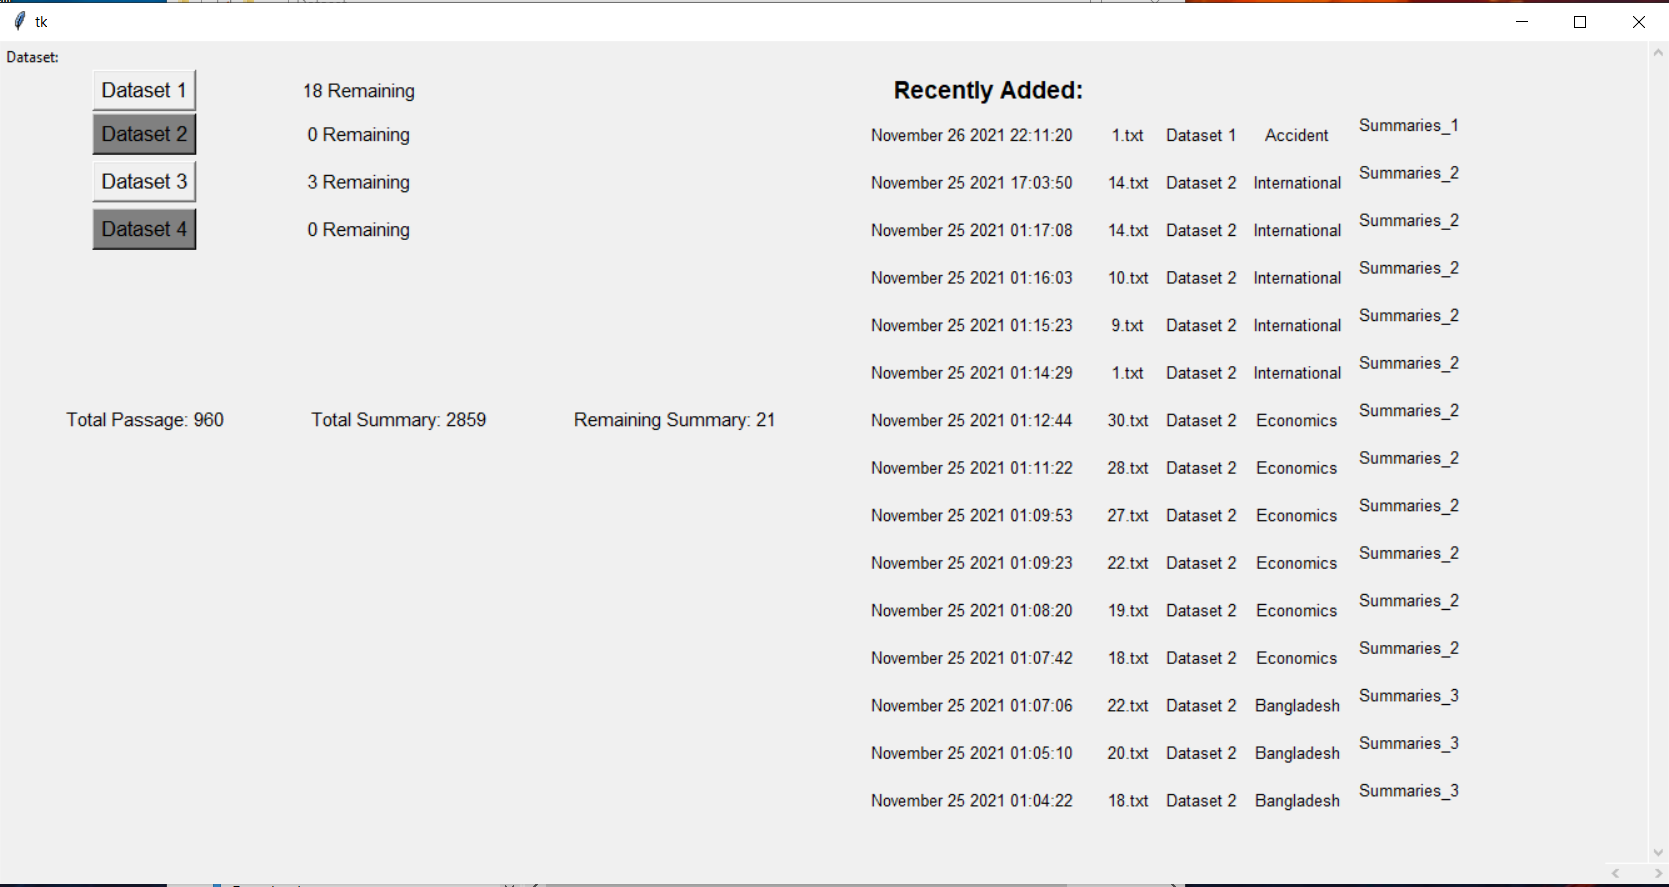 tk
Dataset:
Dataset 1 18 Remaining
Dataset 2 0 Remaining
Dataset 3 3 Remaining
Dataset 4 0 Remaining
Total Passage: 960 Total Summary: 2859 Remaining Summary: 21
Recently Added:
November 26 2021 22:11:20 1.txt Dataset 1 Accident Summaries_1
November 25 2021 17:03:50 14.txt Dataset 2 International Summaries_2
November 25 2021 01:17:08 14.txt Dataset 2 International Summaries_2
November 25 2021 01:16:03 10.txt Dataset 2 International Summaries_2
November 25 2021 01:15:23 9.txt Dataset 2 International Summaries_2
November 25 2021 01:14:29 1.txt Dataset 2 International Summaries_2
November 25 2021 01:12:44 30.txt Dataset 2 Economics Summaries_2
November 25 2021 01:11:22 28.txt Dataset 2 Economics Summaries_2
November 25 2021 01:09:53 27.txt Dataset 2 Economics Summaries_2
November 25 2021 01:09:23 22.txt Dataset 2 Economics Summaries_2
November 25 2021 01:08:20 19.txt Dataset 2 Economics Summaries_2
November 25 2021 01:07:42 18.txt Dataset 2 Economics Summaries_2
November 25 2021 01:07:06 22.txt Dataset 2 Bangladesh Summaries_3
November 25 2021 01:05:10 20.txt Dataset 2 Bangladesh Summaries_3
November 25 2021 01:04:22 18.txt Dataset 2 Bangladesh Summaries_3